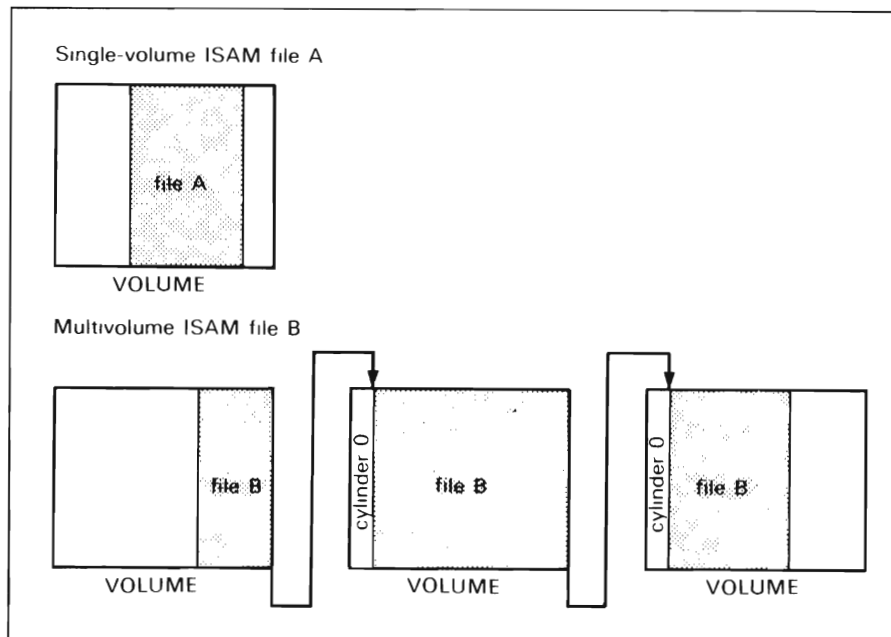 Single-volume ISAM file A
file A
VOLUME
Multivolume ISAM file B
file B
cylinder 0
file B
cylinder 0
file B
VOLUME
VOLUME
VOLUME